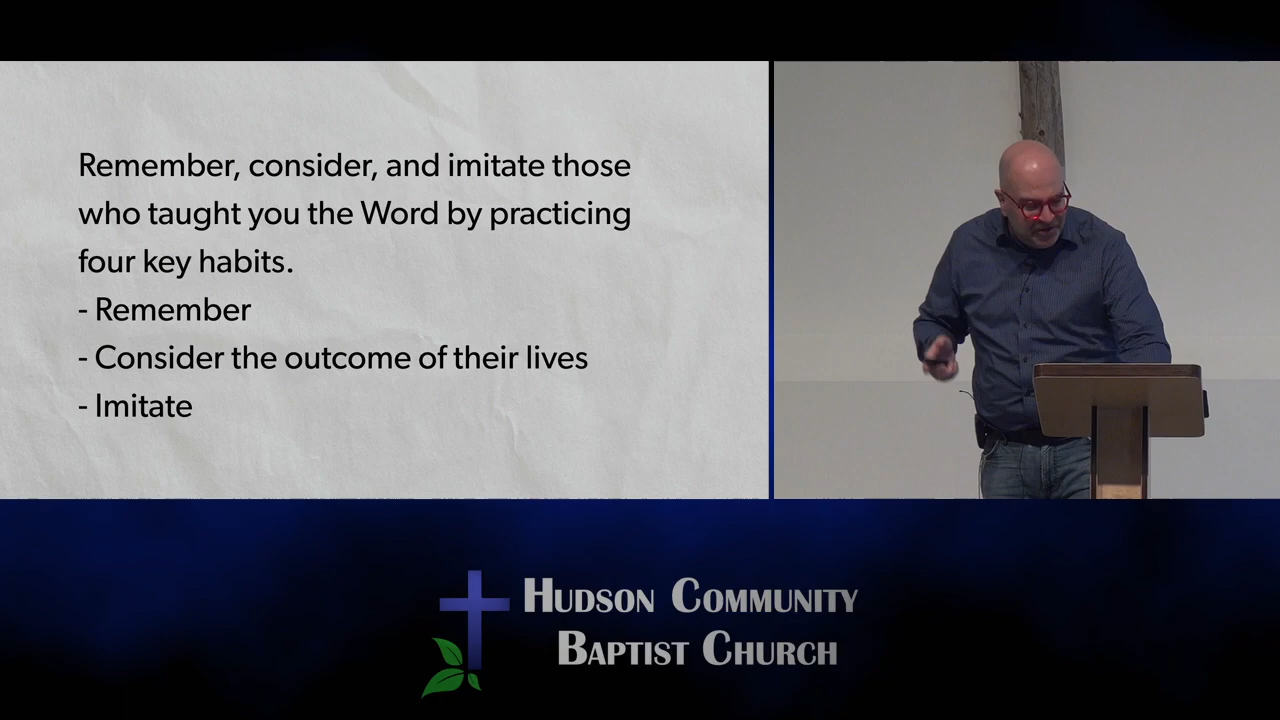 Remember, consider, and imitate those
who taught you the Word by practicing
four key habits.
- Remember
- Consider the outcome of their lives
- Imitate
Hudson Community
Baptist Church